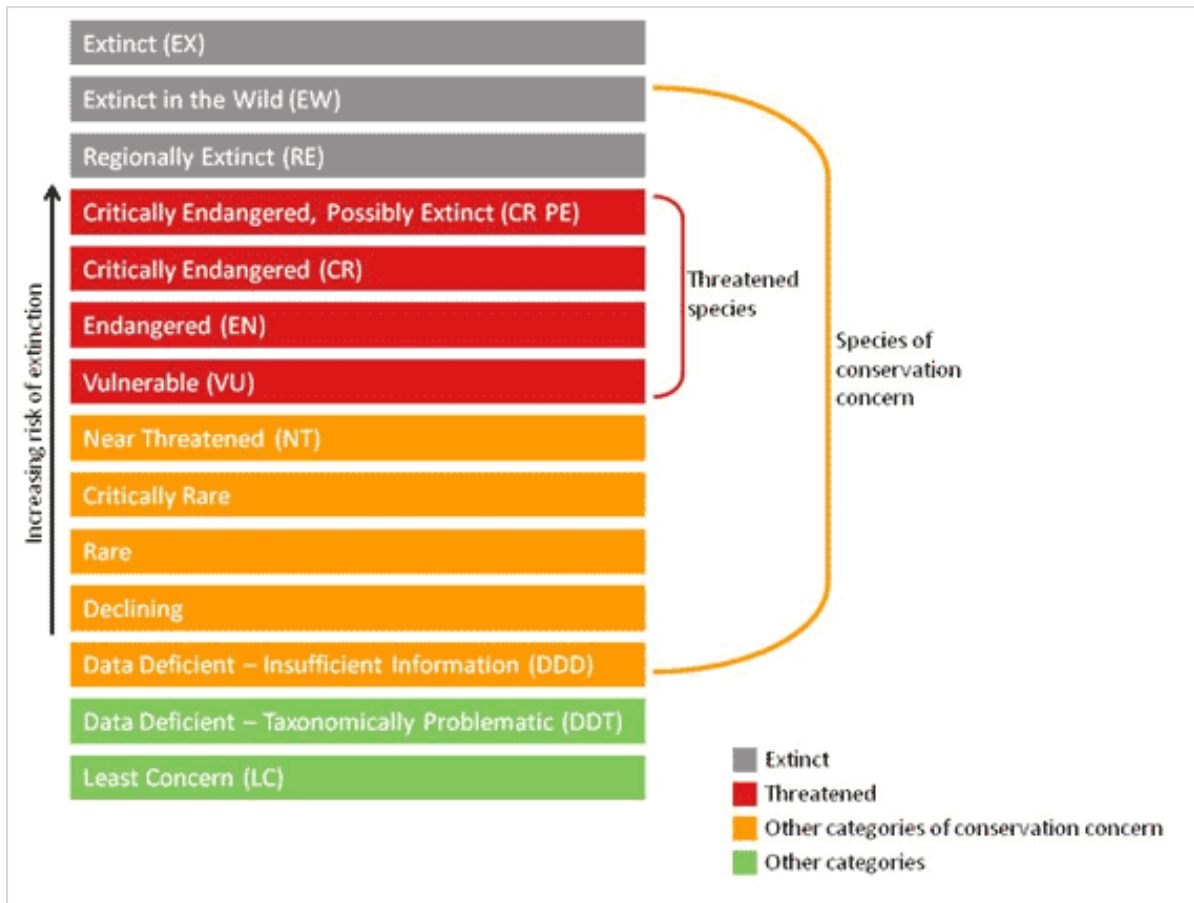 Extinct (EX)
Extinct in the Wild (EW)
Regionally Extinct (RE)
Critically Endangered, Possibly Extinct (CR PE)
Critically Endangered (CR)
Endangered (EN)
Vulnerable (VU)
Near Threatened (NT)
Critically Rare
Rare
Declining
Data Deficient – Insufficient Information (DDD)
Data Deficient – Taxonomically Problematic (DDT)
Least Concern (LC)
Increasing risk of extinction
Threatened
species
Species of
conservation
concern
Extinct
Threatened
Other categories of conservation concern
Other categories